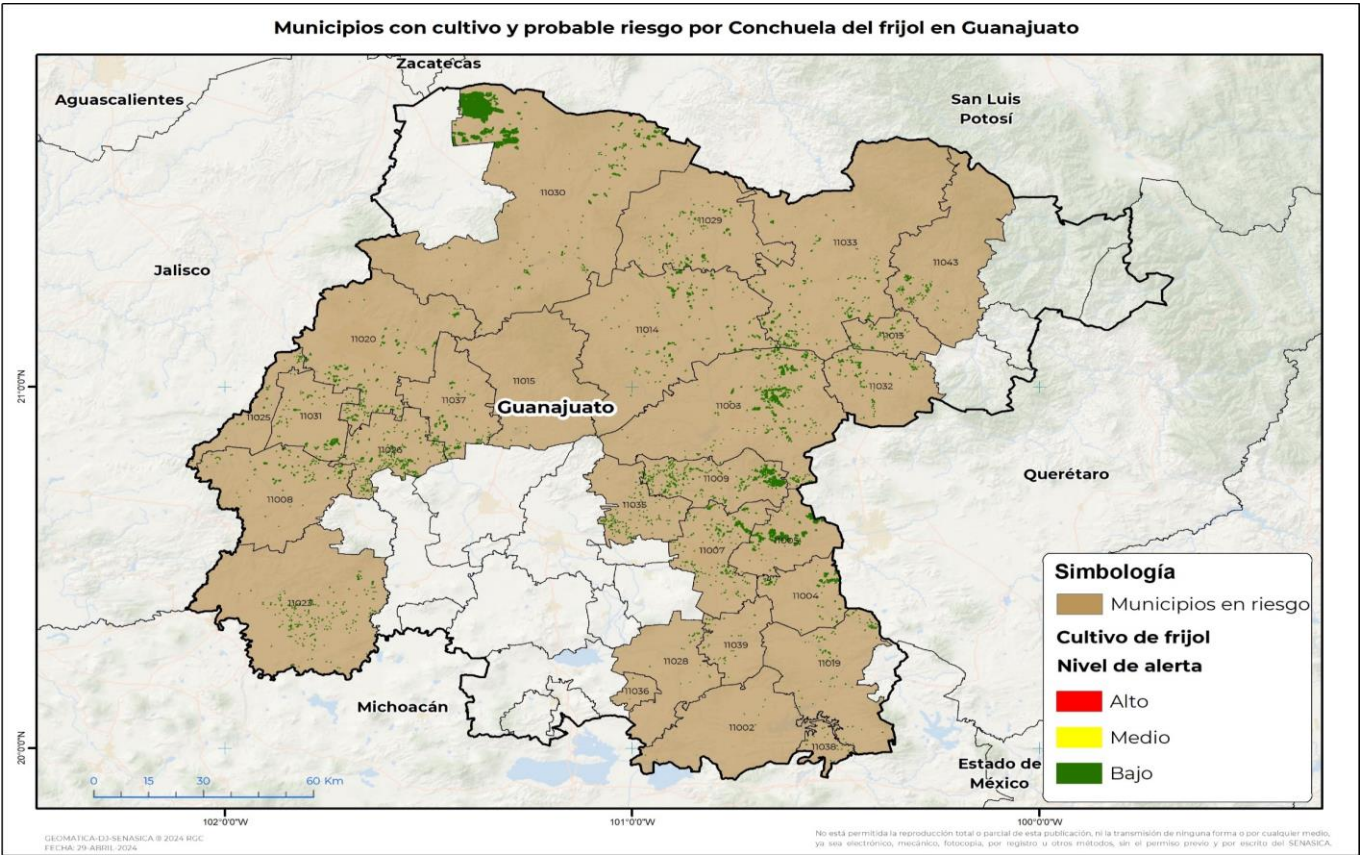 Municipios con cultivo y probable riesgo por Conchuela del frijol en Guanajuato
Zacatecas
Aguascalientes
San Luis
Potosí
11030
11029
11033
11043
Jalisco
11014
11013
11020
11015
11032
21°0'0"N
11037
11003
Guanajuato
11025
11031
11026
11009
Querétaro
11008
11035
11007
11005
11004
11023
11039
11028
11019
11036
Michoacán
11002
11038
20°0'0"N
Estado de
México
0 15 30 60 Km
Simbología
Municipios en riesgo
Cultivo de frijol
Nivel de alerta
Alto
Medio
Bajo
102°0'0"W
101°0'0"W
100°0'0"W
GEOMATICA-DJ-SENASICA ® 2024 RGC
FECHA: 29-ABRIL-2024
No está permitida la reproducción total o parcial de esta publicación, ni la transmisión de ninguna forma o por cualquier medio,
ya sea electrónico, mecánico, fotocopia, por registro u otros métodos, sin el permiso previo y por escrito del SENASICA.